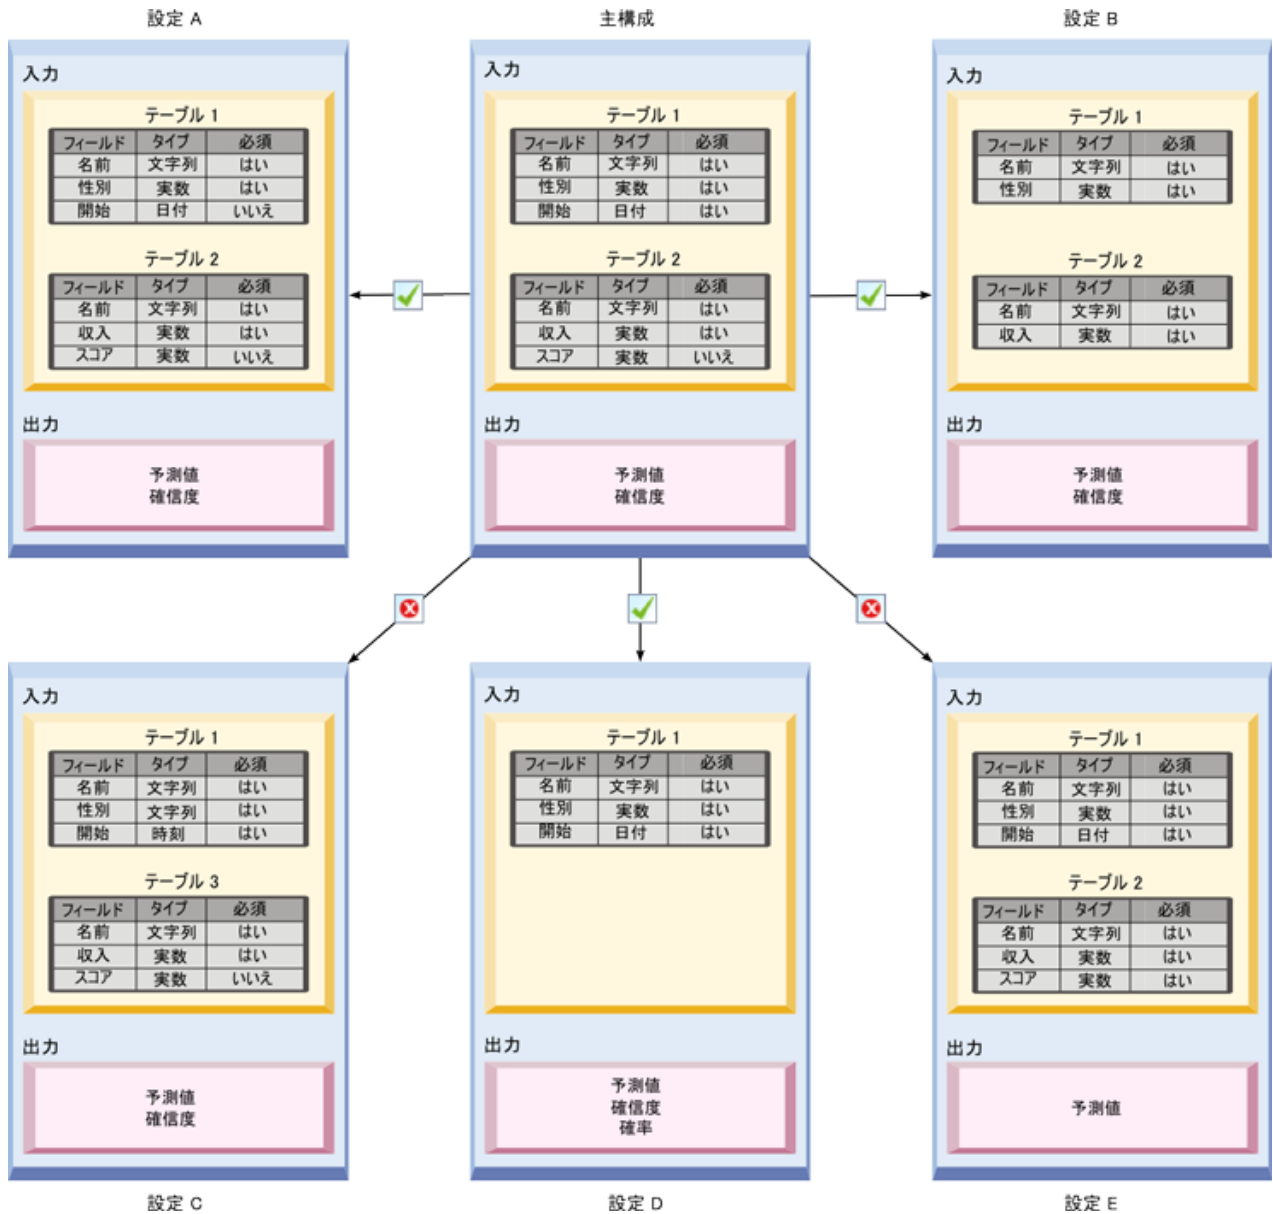 設定 A
入力
テーブル 1
フィールド タイプ 必須
名前 文字列 はい
性別 実数 はい
開始 日付 いいえ
テーブル 2
フィールド タイプ 必須
名前 文字列 はい
収入 実数 はい
スコア 実数 いいえ
出力
予測値
確信度
主構成
入力
テーブル 1
フィールド タイプ 必須
名前 文字列 はい
性別 実数 はい
開始 日付 はい
テーブル 2
フィールド タイプ 必須
名前 文字列 はい
収入 実数 はい
スコア 実数 いいえ
出力
予測値
確信度
設定 B
入力
テーブル 1
フィールド タイプ 必須
名前 文字列 はい
性別 実数 はい
テーブル 2
フィールド タイプ 必須
名前 文字列 はい
収入 実数 はい
出力
予測値
確信度
入力
テーブル 1
フィールド タイプ 必須
名前 文字列 はい
性別 文字列 はい
開始 時刻 はい
テーブル 3
フィールド タイプ 必須
名前 文字列 はい
収入 実数 はい
スコア 実数 いいえ
出力
予測値
確信度
設定 C
入力
テーブル 1
フィールド タイプ 必須
名前 文字列 はい
性別 実数 はい
開始 日付 はい
出力
予測値
確信度
確率
設定 D
入力
テーブル 1
フィールド タイプ 必須
名前 文字列 はい
性別 実数 はい
開始 日付 はい
テーブル 2
フィールド タイプ 必須
名前 文字列 はい
収入 実数 はい
スコア 実数 はい
出力
予測値
設定 E